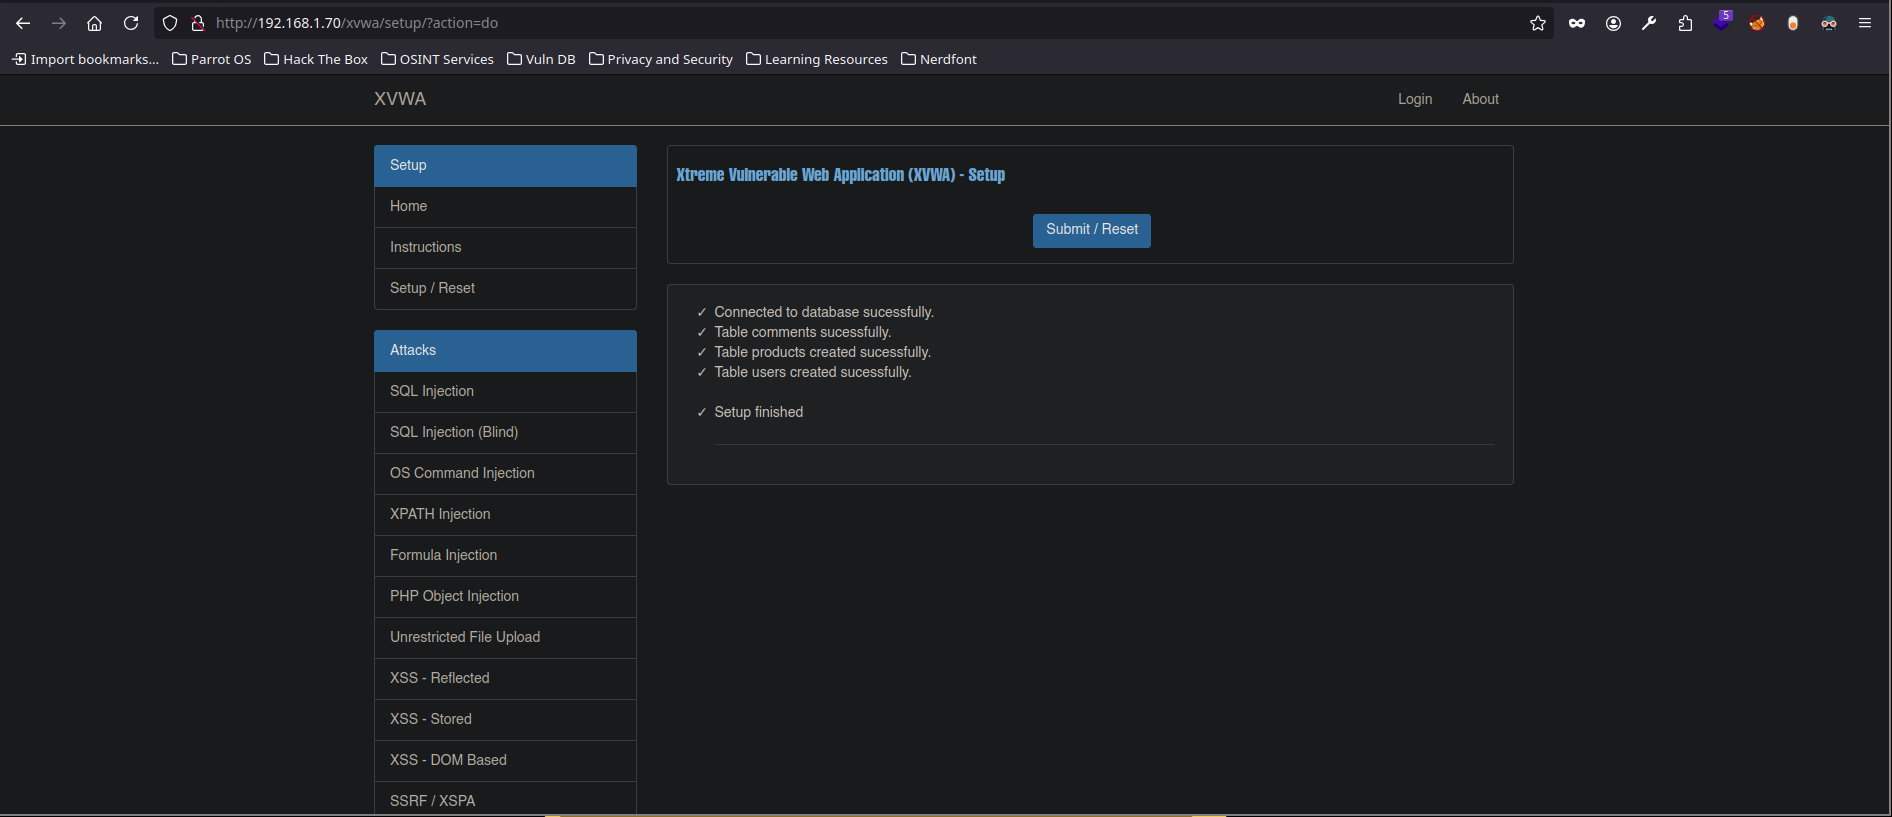 http://192.168.1.70/xvwa/setup/?action=do
5
Import bookmarks... Parrot OS Hack The Box OSINT Services Vuln DB Privacy and Security Learning Resources Nerdfont
XVWA Login About
Setup
Home
Instructions
Setup / Reset
Attacks
SQL Injection
SQL Injection (Blind)
OS Command Injection
XPATH Injection
Formula Injection
PHP Object Injection
Unrestricted File Upload
XSS - Reflected
XSS - Stored
XSS - DOM Based
SSRF / XSPA
Xtreme Vulnerable Web Application (XVWA) - Setup
Submit / Reset
✓ Connected to database sucessfully.
✓ Table comments sucessfully.
✓ Table products created sucessfully.
✓ Table users created sucessfully.
✓ Setup finished